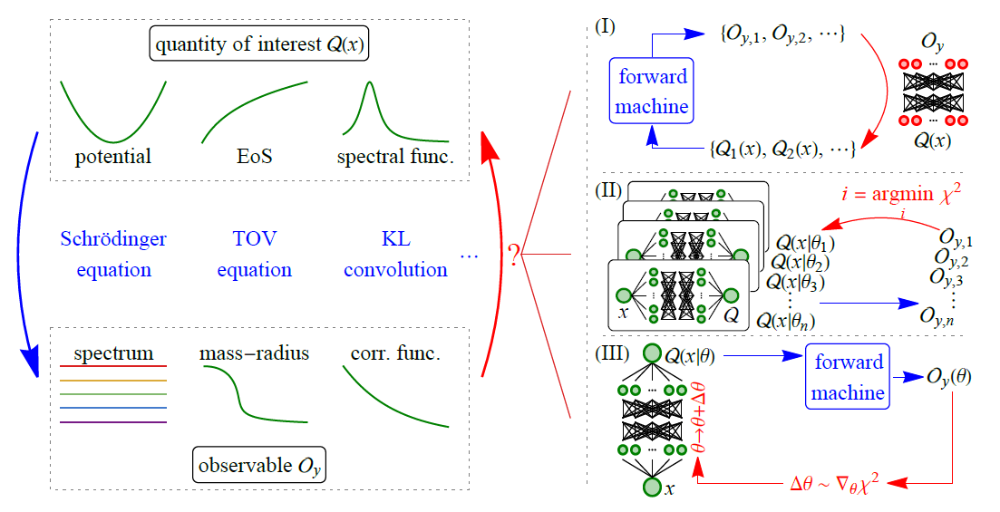 quantity of interest Q(x)
potential
EoS
spectral func.
Schrödinger
equation
TOV
equation
KL
convolution
⋯
?
spectrum
mass−radius
corr. func.
observable O_y
(I)
forward
machine
{O_{y,1}, O_{y,2}, ⋯}
{Q_1(x), Q_2(x), ⋯}
O_y
...
...
Q(x)
(II)
i = argmin χ^2
i
...
...
...
...
...
x
Q
Q(x|θ_1)
Q(x|θ_2)
Q(x|θ_3)
⋮
Q(x|θ_n)
O_{y,1}
O_{y,2}
O_{y,3}
⋮
O_{y,n}
(III)
Q(x|θ)
forward
machine
O_y(θ)
...
...
θ→θ+Δθ
x
Δθ ~ ∇_θχ^2